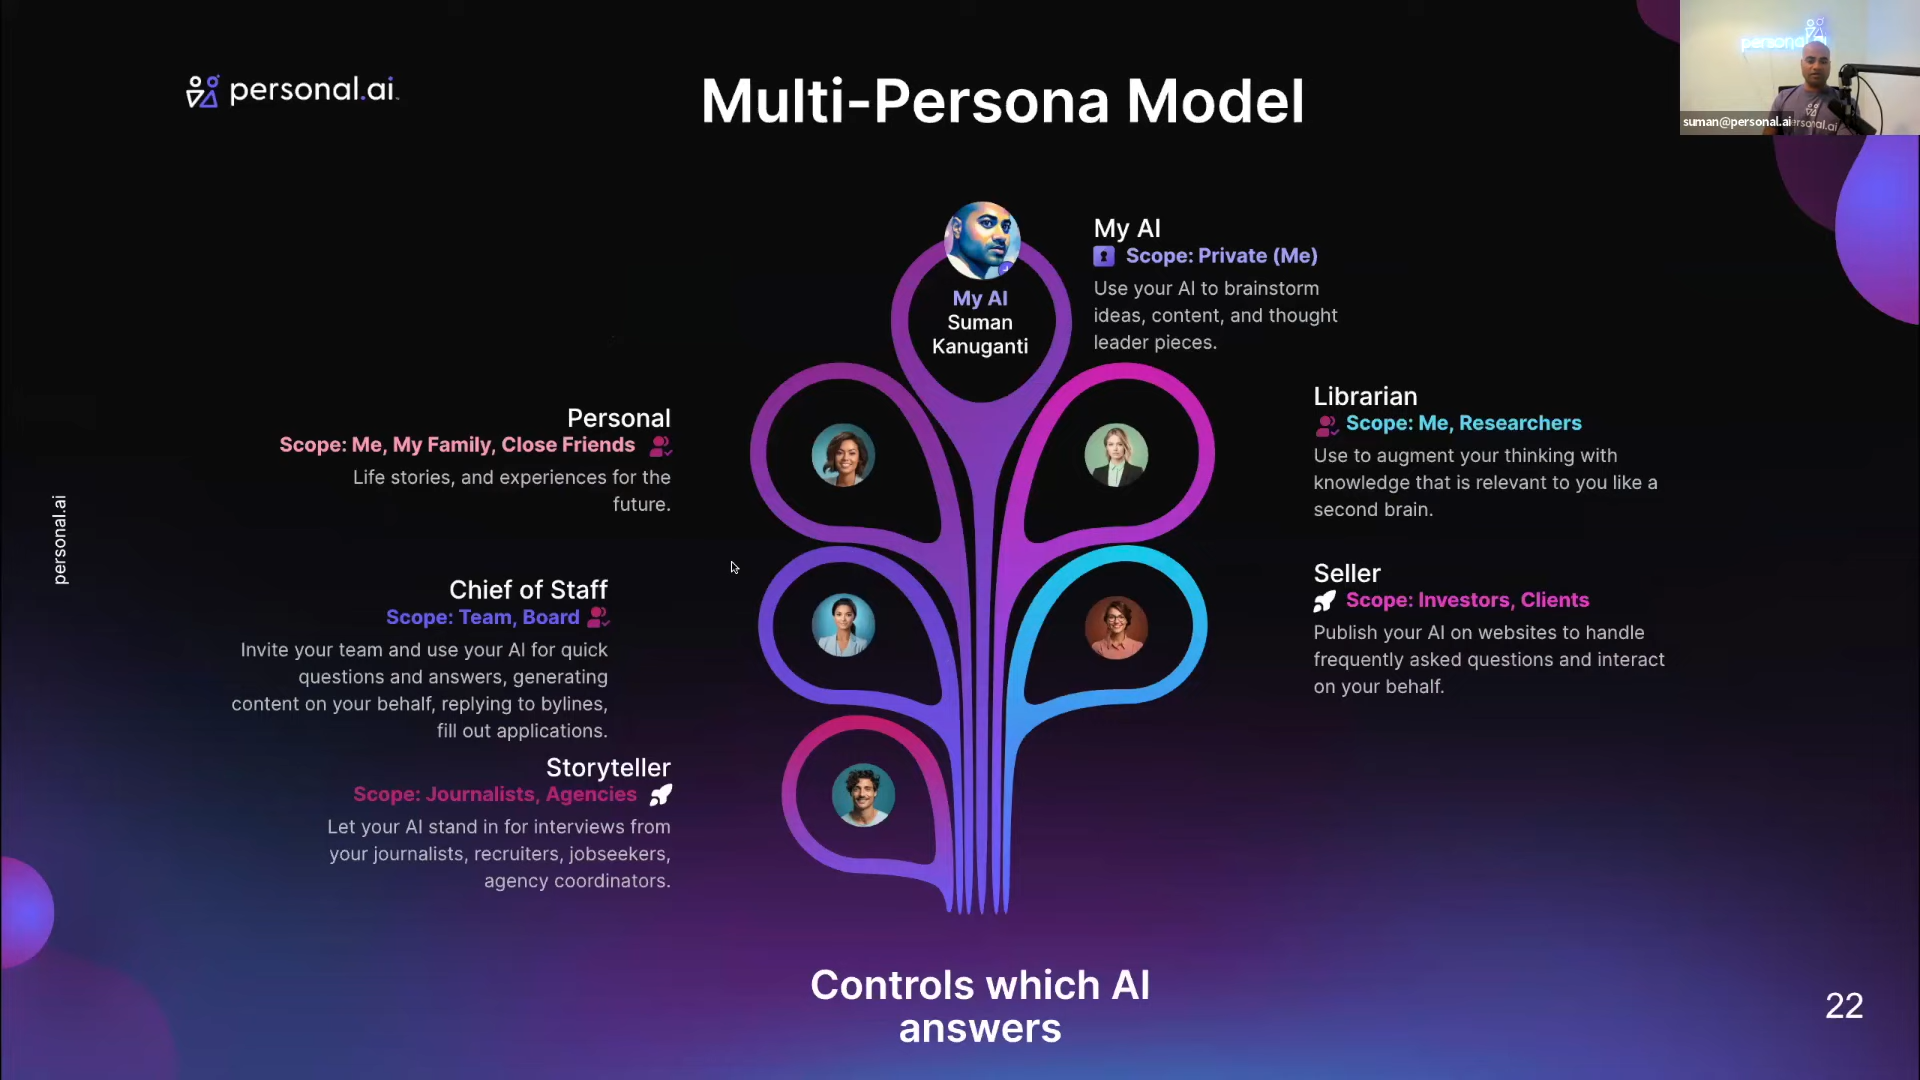 personal.ai
Multi-Persona Model
personal.ai
suman@personal.ai
personal.ai
My AI
Suman
Kanuganti
My AI
Scope: Private (Me)
Use your AI to brainstorm
ideas, content, and thought
leader pieces.
Personal
Scope: Me, My Family, Close Friends
Life stories, and experiences for the
future.
Librarian
Scope: Me, Researchers
Use to augment your thinking with
knowledge that is relevant to you like a
second brain.
personal.ai
Chief of Staff
Scope: Team, Board
Invite your team and use your AI for quick
questions and answers, generating
content on your behalf, replying to bylines,
fill out applications.
Seller
Scope: Investors, Clients
Publish your AI on websites to handle
frequently asked questions and interact
on your behalf.
Storyteller
Scope: Journalists, Agencies
Let your AI stand in for interviews from
your journalists, recruiters, jobseekers,
agency coordinators.
Controls which AI
answers
22